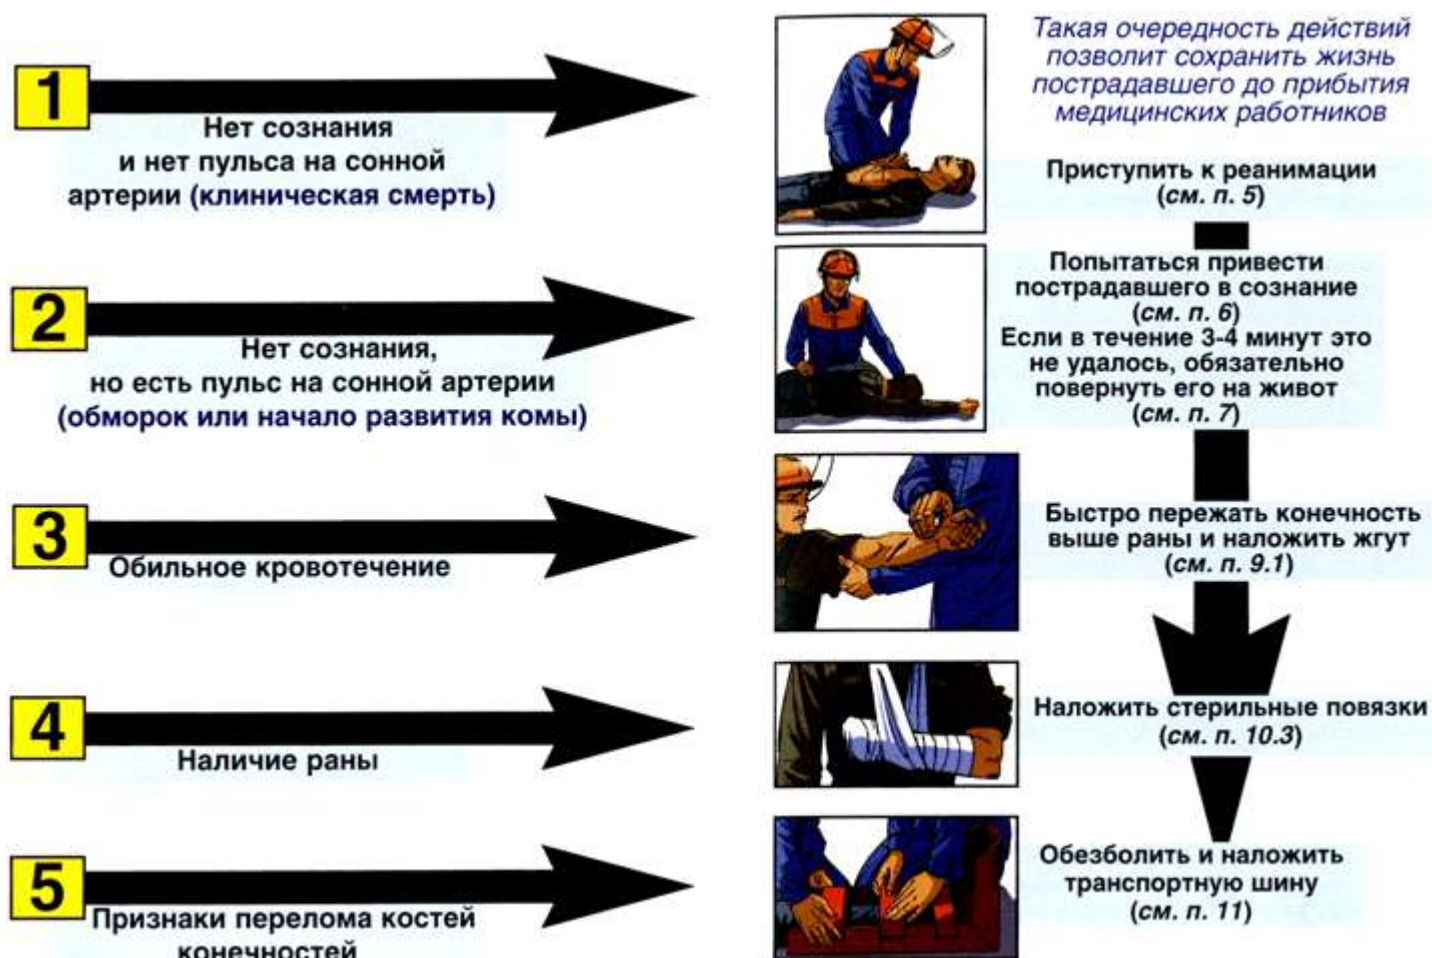 Такая очередность действий
позволит сохранить жизнь
пострадавшего до прибытия
медицинских работников
1
Нет сознания
и нет пульса на сонной
артерии (клиническая смерть)
Приступить к реанимации
(см. п. 5)
2
Нет сознания,
но есть пульс на сонной артерии
(обморок или начало развития комы)
Попытаться привести
пострадавшего в сознание
(см. п. 6)
Если в течение 3-4 минут это
не удалось, обязательно
повернуть его на живот
(см. п. 7)
3
Обильное кровотечение
Быстро пережать конечность
выше раны и наложить жгут
(см. п. 9.1)
4
Наличие раны
Наложить стерильные повязки
(см. п. 10.3)
5
Признаки перелома костей
конечностей
Обезболить и наложить
транспортную шину
(см. п. 11)